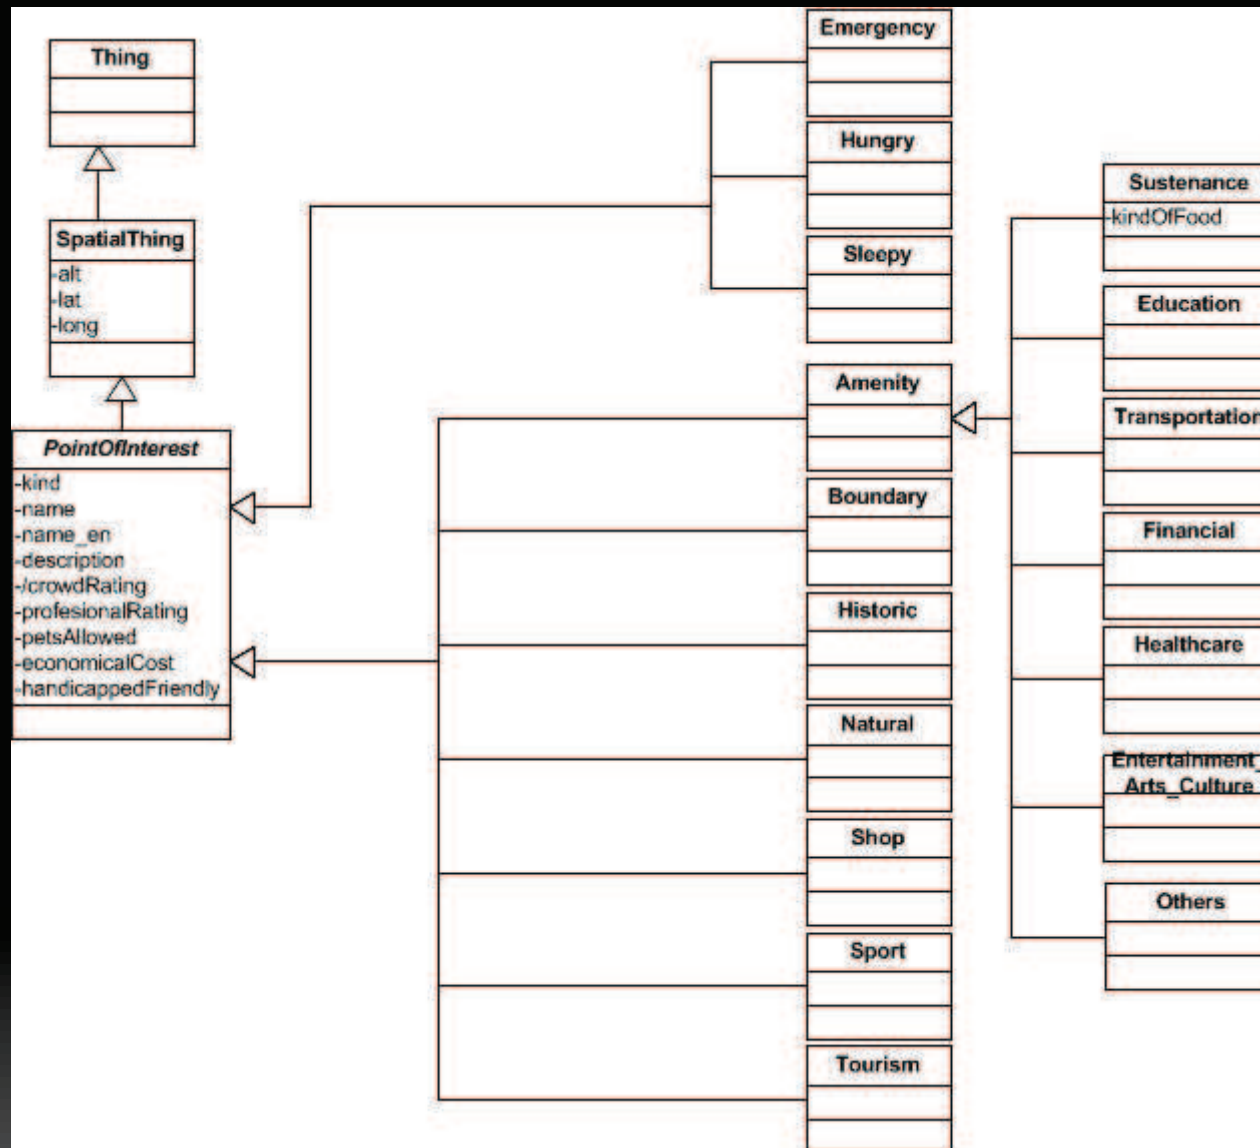 Thing
SpatialThing
-alt
-lat
-long
PointOfInterest
-kind
-name
-name_en
-description
-/crowdRating
-profesionalRating
-petsAllowed
-economicalCost
-handicappedFriendly
Emergency
Hungry
Sleepy
Amenity
Boundary
Historic
Natural
Shop
Sport
Tourism
Sustenance
-kindOfFood
Education
Transportation
Financial
Healthcare
Entertainment_
Arts_Culture
Others